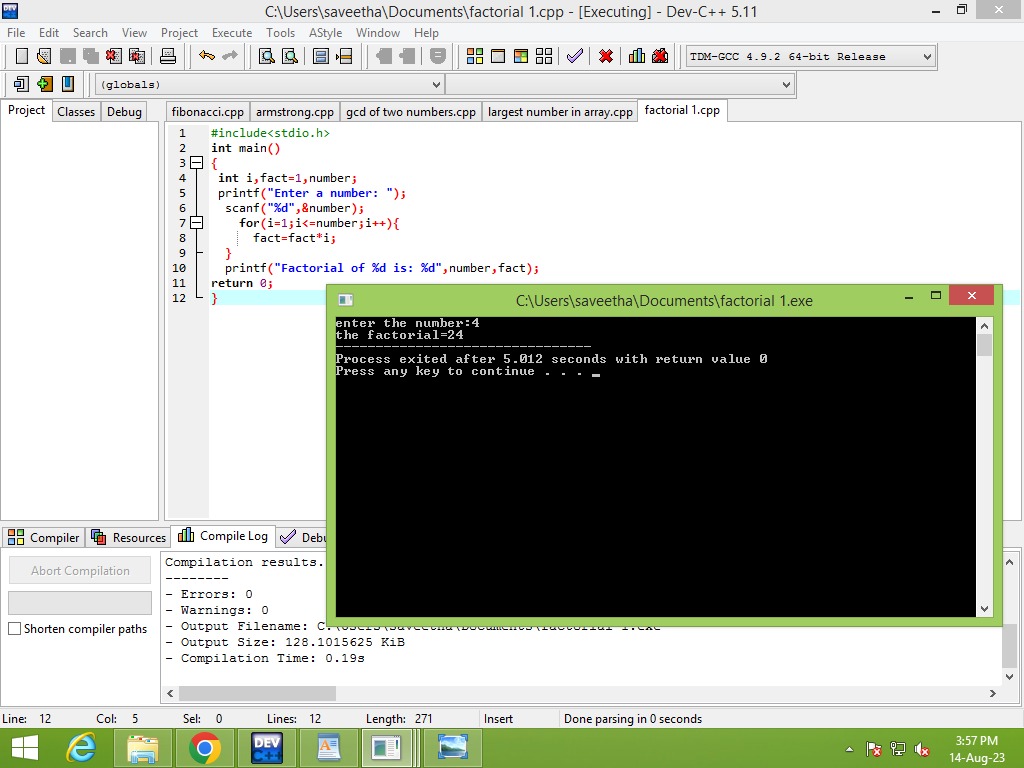 C:\Users\saveetha\Documents\factorial 1.cpp - [Executing] - Dev-C++ 5.11
File Edit Search View Project Execute Tools AStyle Window Help
TDM-GCC 4.9.2 64-bit Release
(globals)
Project Classes Debug
fibonacci.cpp armstrong.cpp gcd of two numbers.cpp largest number in array.cpp factorial 1.cpp
1 #include<stdio.h>
2 int main()
3 {
4 int i,fact=1,number;
5 printf("Enter a number: ");
6 scanf("%d",&number);
7 for(i=1;i<=number;i++){
8 fact=fact*i;
9 }
10 printf("Factorial of %d is: %d",number,fact);
11 return 0;
12 }
C:\Users\saveetha\Documents\factorial 1.exe
enter the number:4
the factorial=24
--------------------------------
Process exited after 5.012 seconds with return value 0
Press any key to continue . . . _
Compiler Resources Compile Log Debu
Abort Compilation
Shorten compiler paths
Compilation results.
--------
- Errors: 0
- Warnings: 0
- Output Filename: C:\Users\saveetha\Documents\factorial 1.exe
- Output Size: 128.1015625 KiB
- Compilation Time: 0.19s
Line: 12 Col: 5 Sel: 0 Lines: 12 Length: 271 Insert Done parsing in 0 seconds
DEV C++
3:57 PM
14-Aug-23